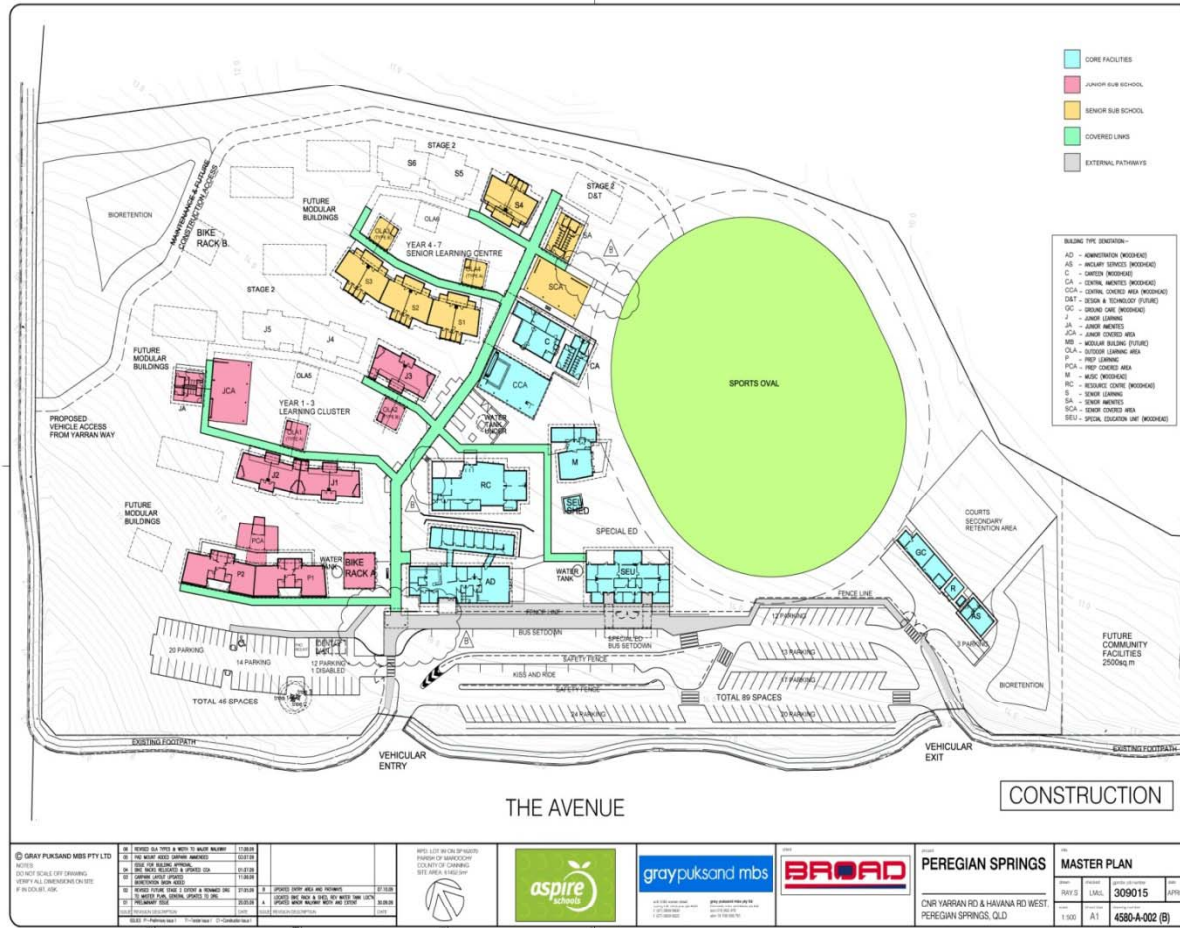 CORE FACILITIES
JUNIOR SUB SCHOOL
SENIOR SUB SCHOOL
COVERED LINKS
EXTERNAL PATHWAYS
BUILDING TYPE DENOTATION:-
AD - ADMINISTRATION (WOODHEAD)
AS - ANCILARY SERVICES (WOODHEAD)
C - CANTEEN (WOODHEAD)
CA - CENTRAL AMENITIES (WOODHEAD)
CCA - CENTRAL COVERED AREA (WOODHEAD)
D&T - DESIGN & TECHNOLOGY (FUTURE)
GC - GROUND CARE (WOODHEAD)
J - JUNIOR LEARNING
JA - JUNIOR AMENITIES
JCA - JUNIOR COVERED AREA
MB - MODULAR BUILDING (FUTURE)
OLA - OUTDOOR LEARNING AREA
P - PREP LEARNING
PCA - PREP COVERED AREA
M - MUSIC (WOODHEAD)
RC - RESOURCE CENTRE (WOODHEAD)
S - SENIOR LEARNING
SA - SENIOR AMENITIES
SCA - SENIOR COVERED AREA
SEU - SPECIAL EDUCATION UNIT (WOODHEAD)
STAGE 2
S6
S5
S4
STAGE 2
D&T
SA
BIORETENTION
MAINTENANCE & FUTURE
CONSTRUCTION ACCESS
BIKE
RACK B
FUTURE
MODULAR
BUILDINGS
YEAR 4 - 7
SENIOR LEARNING CENTRE
S3
S2
S1
SCA
B
C
CA
CCA
SPORTS OVAL
STAGE 2
J5
J4
OLA5
J3
FUTURE
MODULAR
BUILDINGS
JA
JCA
YEAR 1 - 3
LEARNING CLUSTER
OLA2
OLA1
WATER
TANK
UNDER
PROPOSED
VEHICLE ACCESS
FROM YARRAN WAY
J2
J1
RC
M
SEU
SHED
SPECIAL ED
B
FUTURE
MODULAR
BUILDINGS
PCA
P2
P1
WATER
TANK
BIKE
RACK A
AD
WATER
TANK
SEU
COURTS
SECONDARY
RETENTION AREA
GC
R
AS
FENCE LINE
FENCE LINE
BUS SETDOWN
SPECIAL ED
BUS SETDOWN
B
20 PARKING
14 PARKING
12 PARKING
1 DISABLED
TOTAL 46 SPACES
SAFETY FENCE
KISS AND RIDE
SAFETY FENCE
24 PARKING
12 PARKING
13 PARKING
17 PARKING
TOTAL 89 SPACES
20 PARKING
3 PARKING
BIORETENTION
FUTURE
COMMUNITY
FACILITIES
2500sq.m
EXISTING FOOTPATH
VEHICULAR
ENTRY
VEHICULAR
EXIT
EXISTING FOOTPATH
THE AVENUE
CONSTRUCTION
© GRAY PUKSAND MBS PTY LTD
NOTES:
DO NOT SCALE OFF DRAWING
VERIFY ALL DIMENSIONS ON SITE
IF IN DOUBT, ASK.
aspire
schools
graypuksand mbs
BROAD
PEREGIAN SPRINGS
CNR YARRAN RD & HAVANA RD WEST,
PEREGIAN SPRINGS, QLD
MASTER PLAN
RAY.S
309015
1:500
A1
4580-A-002 (B)